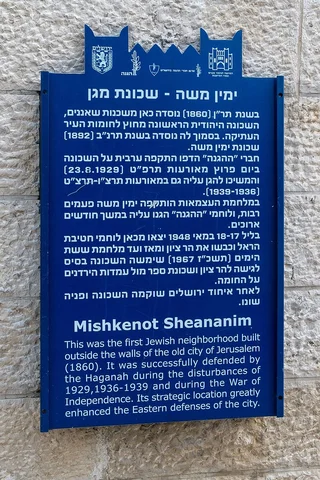 ימין משה - שכונת מגן
בשנת תר"ך (1860) נוסדה כאן משכנות שאננים,
השכונה היהודית הראשונה מחוץ לחומות העיר
העתיקה. בסמוך לה נוסדה בשנת תרנ"ב (1892)
שכונת ימין משה.
חברי "ההגנה" הדפו התקפה ערבית על השכונה
ביום פרוץ מאורעות תרפ"ט (23.8.1929)
והמשיכו להגן עליה גם במאורעות תרצ"ו-תרצ"ט
(1936-1939).
במלחמת העצמאות הותקפה ימין משה פעמים
רבות, ולוחמי "ההגנה" הגנו עליה במשך חודשים
ארוכים.
בליל 17-18 במאי 1948 יצאו מכאן לוחמי חטיבת
הראל וכבשו את הר ציון ומאז ועד מלחמת ששת
הימים (תשכ"ז 1967) שימשה השכונה בסיס
לגישה להר ציון ושכונת ספר מול עמדות הירדנים
על החומה.
לאחר איחוד ירושלים שוקמה השכונה ופניה
שונו.
Mishkenot Sheananim
This was the first Jewish neighborhood built
outside the walls of the old city of Jerusalem
(1860). It was successfully defended by
the Haganah during the disturbances of
1929,1936-1939 and during the War of
Independence. Its strategic location greatly
enhanced the Eastern defenses of the city.